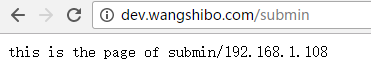 dev.wangshibo.com/submin
this is the page of submin/192.168.1.108